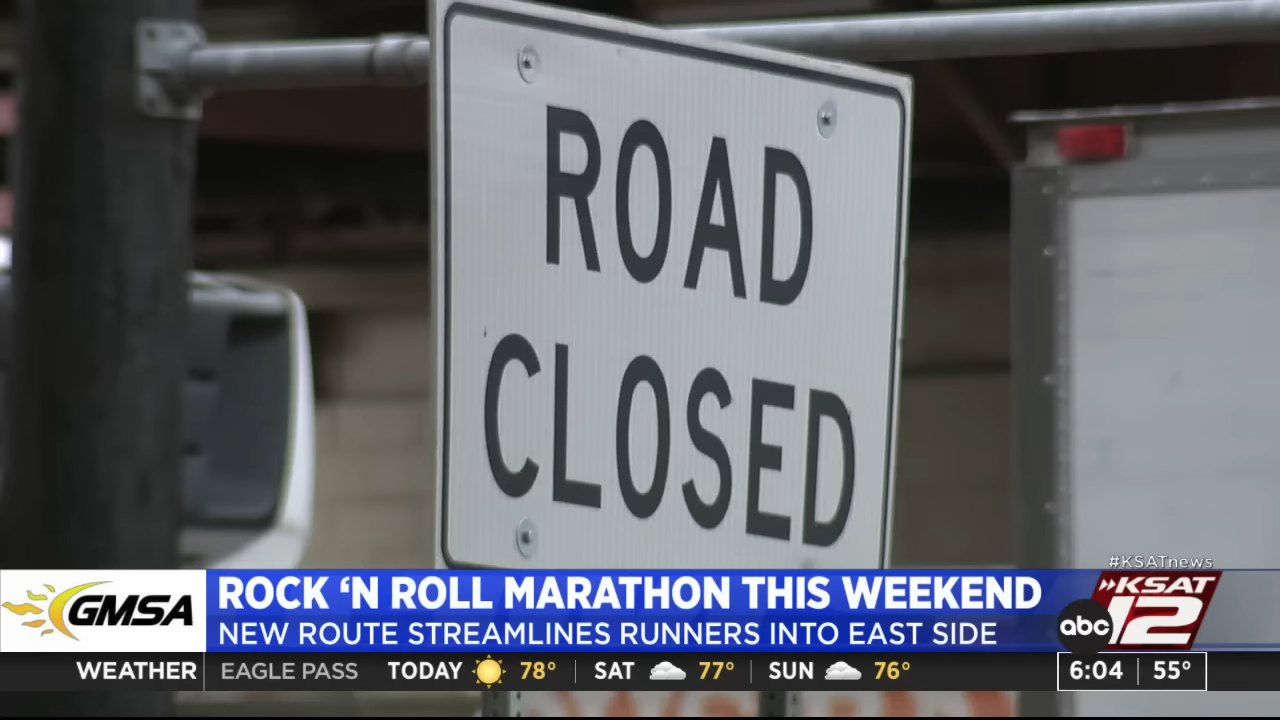 ROAD
CLOSED
#KSATnews
GMSA
ROCK ‘N ROLL MARATHON THIS WEEKEND
NEW ROUTE STREAMLINES RUNNERS INTO EAST SIDE
abc
KSAT
12
WEATHER EAGLE PASS TODAY 78° SAT 77° SUN 76° 6:04 55°